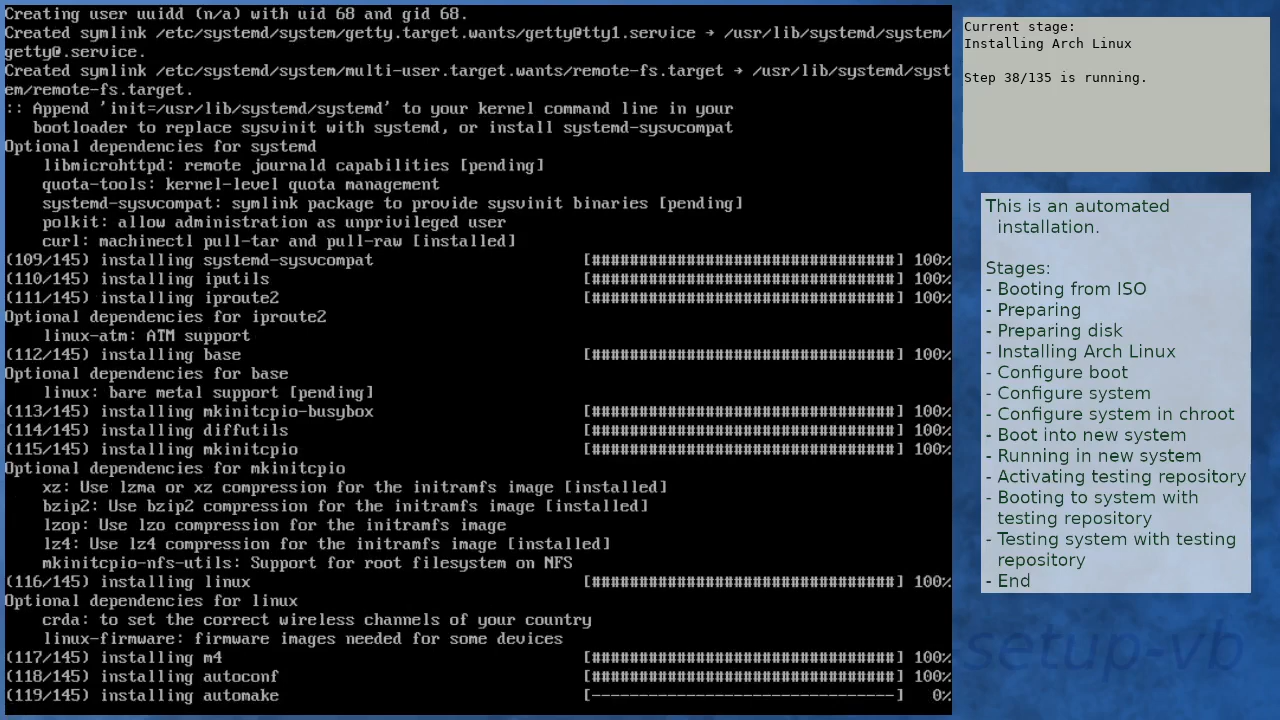 Creating user uuidd (n/a) with uid 68 and gid 68.
Created symlink /etc/systemd/system/getty.target.wants/getty@tty1.service → /usr/lib/systemd/system/
getty@.service.
Created symlink /etc/systemd/system/multi-user.target.wants/remote-fs.target → /usr/lib/systemd/syst
em/remote-fs.target.
:: Append 'init=/usr/lib/systemd/systemd' to your kernel command line in your
   bootloader to replace sysvinit with systemd, or install systemd-sysvcompat
Optional dependencies for systemd
    libmicrohttpd: remote journald capabilities [pending]
    quota-tools: kernel-level quota management
    systemd-sysvcompat: symlink package to provide sysvinit binaries [pending]
    polkit: allow administration as unprivileged user
    curl: machinectl pull-tar and pull-raw [installed]
(109/145) installing systemd-sysvcompat [################################] 100%
(110/145) installing iputils [################################] 100%
(111/145) installing iproute2 [################################] 100%
Optional dependencies for iproute2
    linux-atm: ATM support
(112/145) installing base [################################] 100%
Optional dependencies for base
    linux: bare metal support [pending]
(113/145) installing mkinitcpio-busybox [################################] 100%
(114/145) installing diffutils [################################] 100%
(115/145) installing mkinitcpio [################################] 100%
Optional dependencies for mkinitcpio
    xz: Use lzma or xz compression for the initramfs image [installed]
    bzip2: Use bzip2 compression for the initramfs image [installed]
    lzop: Use lzo compression for the initramfs image
    lz4: Use lz4 compression for the initramfs image [installed]
    mkinitcpio-nfs-utils: Support for root filesystem on NFS
(116/145) installing linux [################################] 100%
Optional dependencies for linux
    crda: to set the correct wireless channels of your country
    linux-firmware: firmware images needed for some devices
(117/145) installing m4 [################################] 100%
(118/145) installing autoconf [################################] 100%
(119/145) installing automake [--------------------------------] 0%
Current stage:
Installing Arch Linux
Step 38/135 is running.
This is an automated
installation.
Stages:
- Booting from ISO
- Preparing
- Preparing disk
- Installing Arch Linux
- Configure boot
- Configure system
- Configure system in chroot
- Boot into new system
- Running in new system
- Activating testing repository
- Booting to system with
testing repository
- Testing system with testing
repository
- End
setup-vb